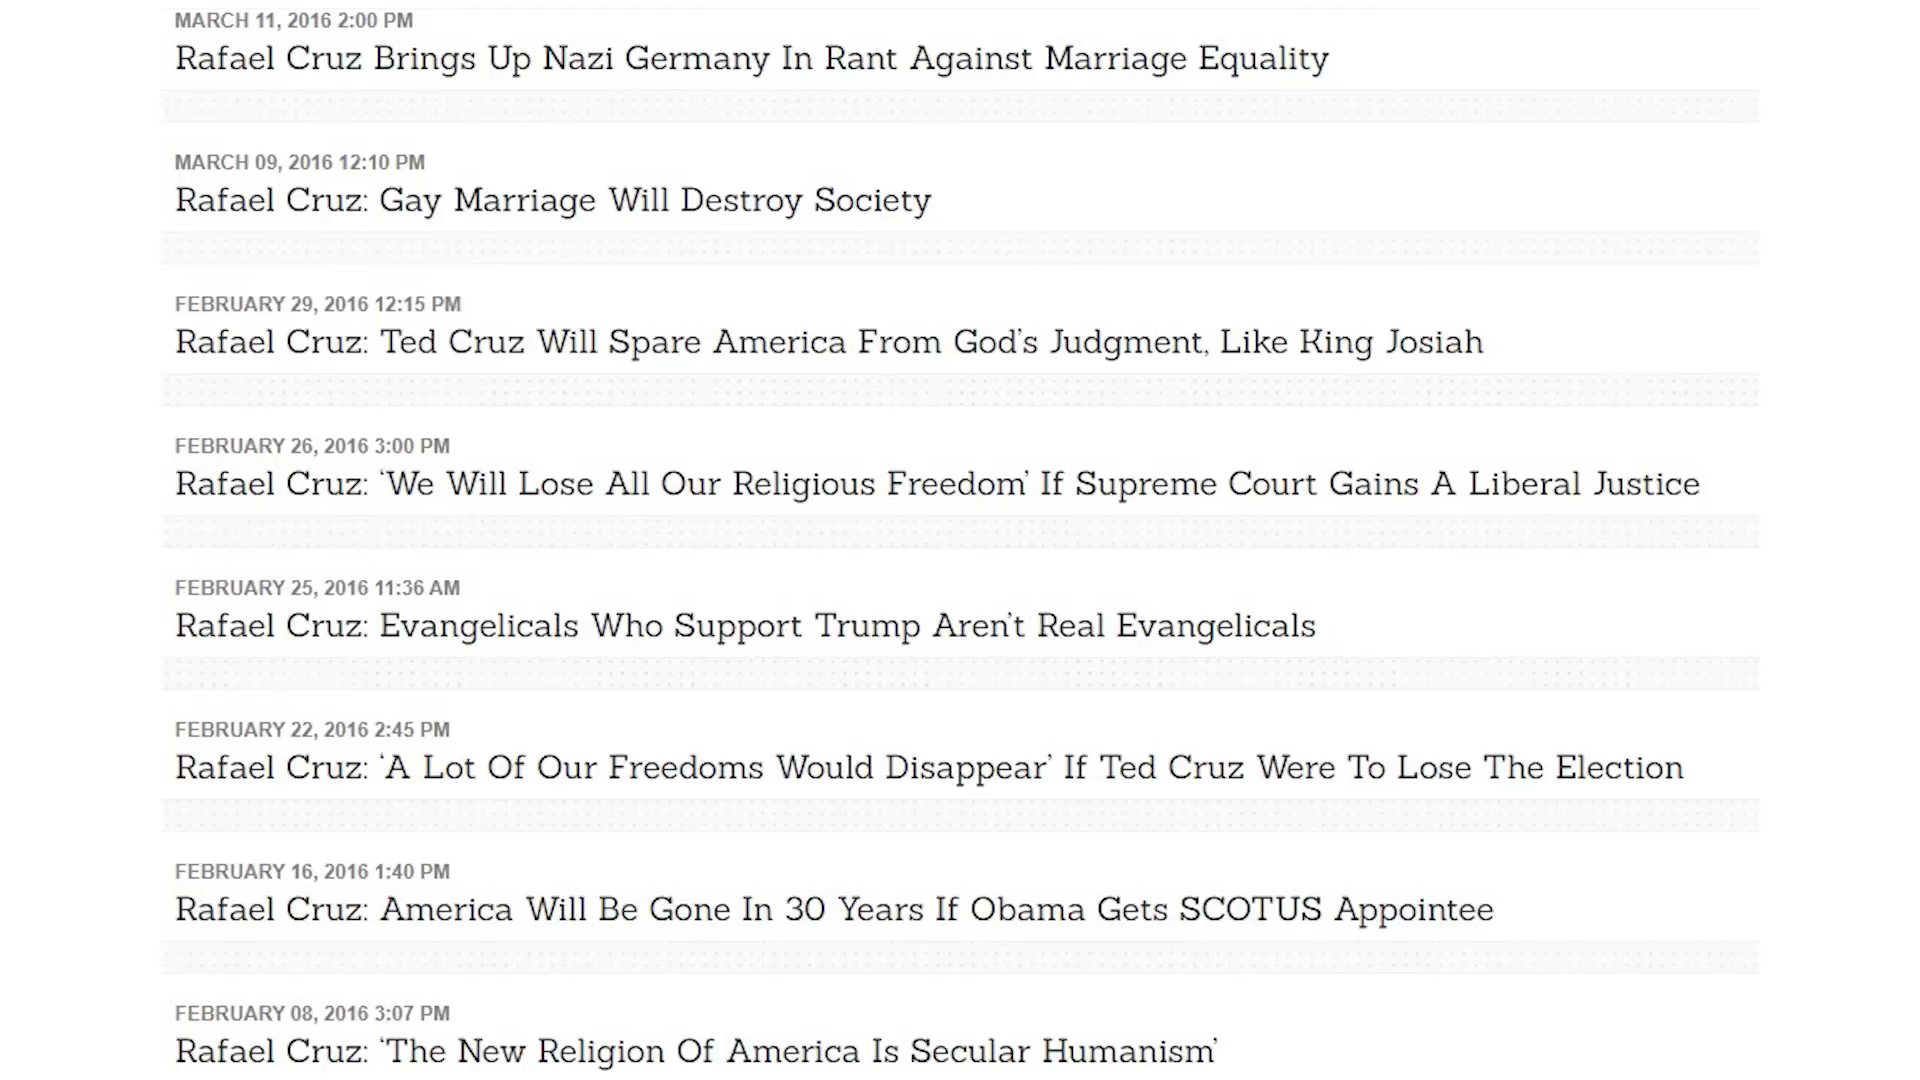 MARCH 11, 2016 2:00 PM
Rafael Cruz Brings Up Nazi Germany In Rant Against Marriage Equality
MARCH 09, 2016 12:10 PM
Rafael Cruz: Gay Marriage Will Destroy Society
FEBRUARY 29, 2016 12:15 PM
Rafael Cruz: Ted Cruz Will Spare America From God’s Judgment, Like King Josiah
FEBRUARY 26, 2016 3:00 PM
Rafael Cruz: ‘We Will Lose All Our Religious Freedom’ If Supreme Court Gains A Liberal Justice
FEBRUARY 25, 2016 11:36 AM
Rafael Cruz: Evangelicals Who Support Trump Aren’t Real Evangelicals
FEBRUARY 22, 2016 2:45 PM
Rafael Cruz: ‘A Lot Of Our Freedoms Would Disappear’ If Ted Cruz Were To Lose The Election
FEBRUARY 16, 2016 1:40 PM
Rafael Cruz: America Will Be Gone In 30 Years If Obama Gets SCOTUS Appointee
FEBRUARY 08, 2016 3:07 PM
Rafael Cruz: ‘The New Religion Of America Is Secular Humanism’